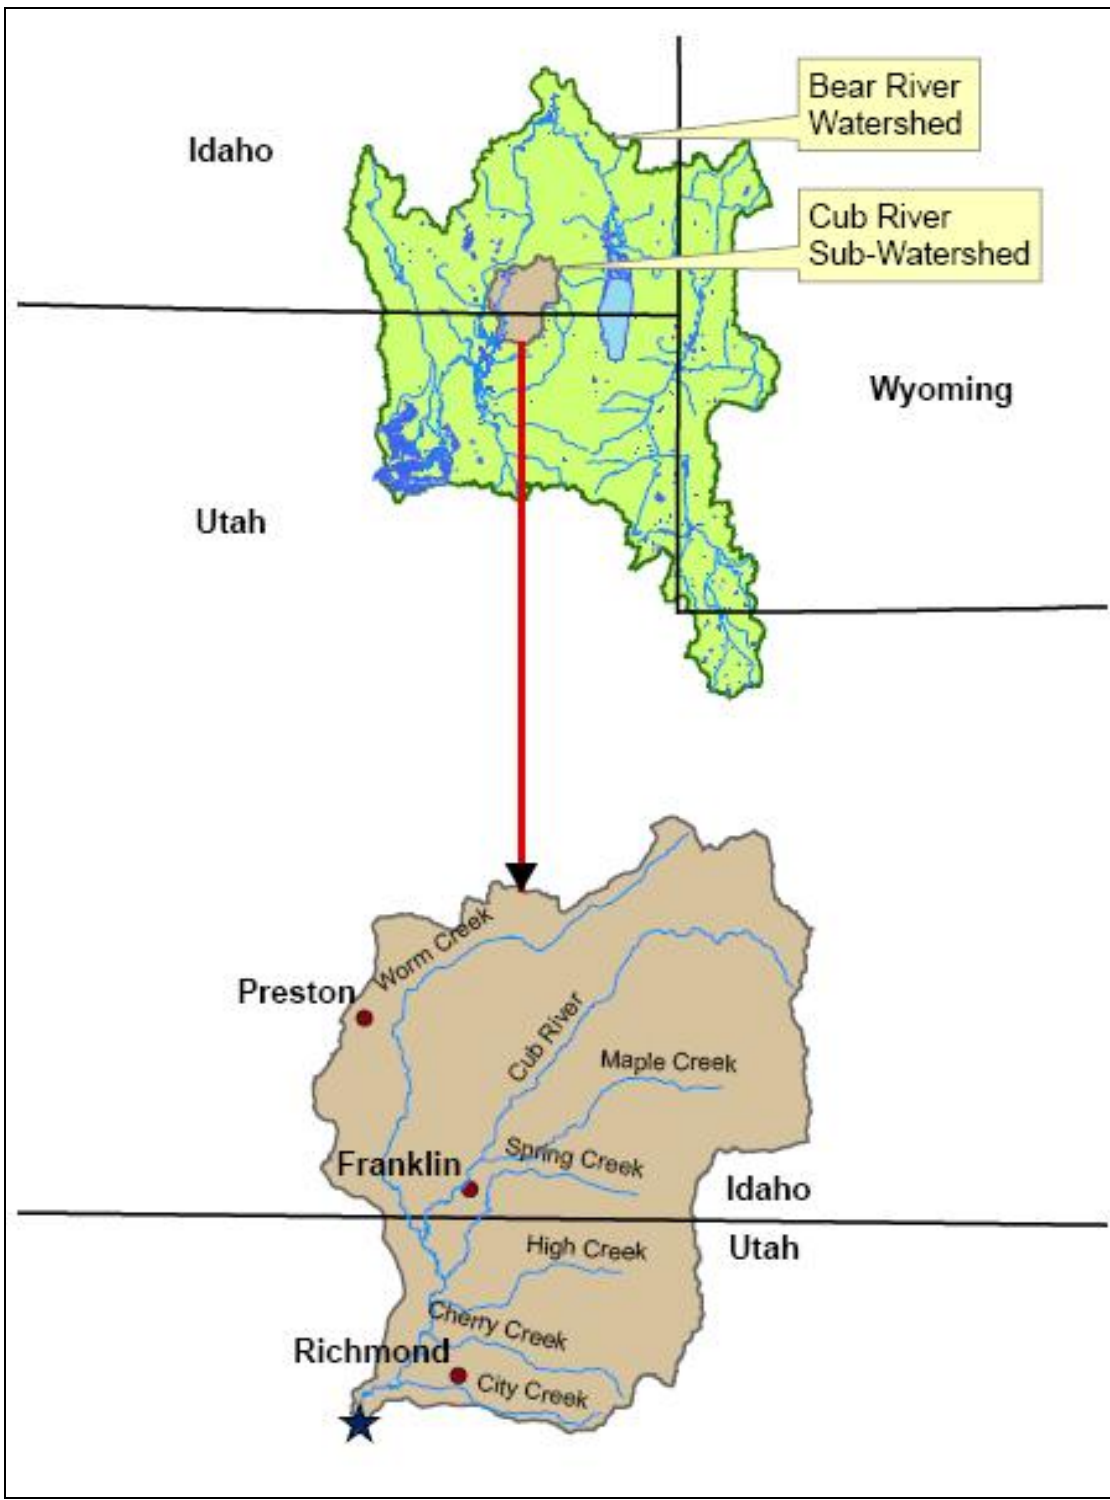 Bear River
Watershed
Idaho
Cub River
Sub-Watershed
Wyoming
Utah
Worm Creek
Preston
Cub River
Maple Creek
Spring Creek
Franklin
Idaho
Utah
High Creek
Cherry Creek
Richmond
City Creek